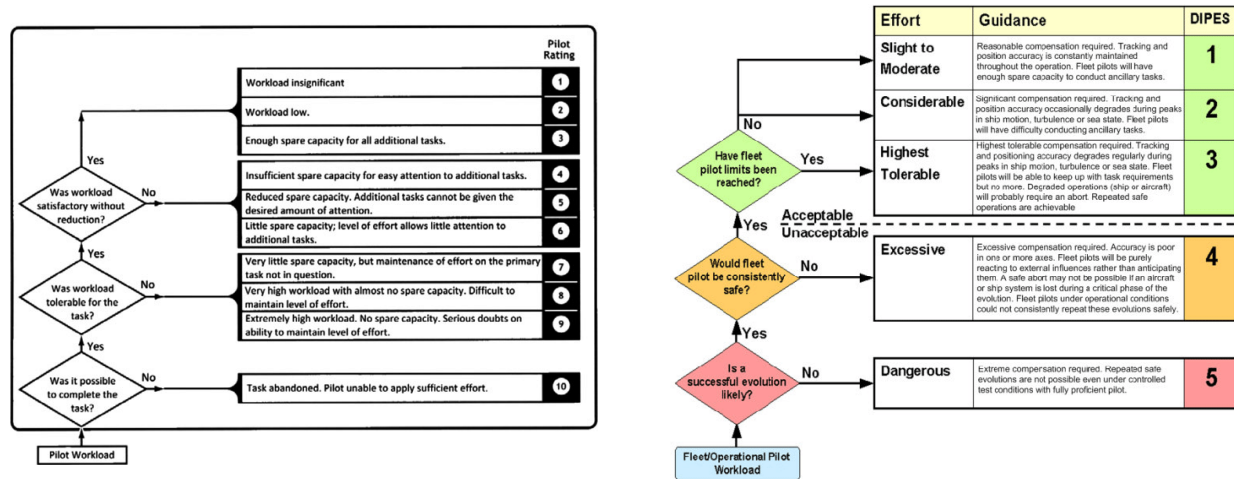 Pilot
Rating
Workload insignificant
1
Workload low.
2
Enough spare capacity for all additional tasks.
3
Yes
Was workload
satisfactory without
reduction?
No
Insufficient spare capacity for easy attention to additional tasks.
4
Reduced spare capacity. Additional tasks cannot be given the
desired amount of attention.
5
Little spare capacity; level of effort allows little attention to
additional tasks.
6
Yes
Was workload
tolerable for the
task?
No
Very little spare capacity, but maintenance of effort on the primary
task not in question.
7
Very high workload with almost no spare capacity. Difficult to
maintain level of effort.
8
Extremely high workload. No spare capacity. Serious doubts on
ability to maintain level of effort.
9
Yes
Was it possible
to complete the
task?
No
Task abandoned. Pilot unable to apply sufficient effort.
10
Pilot Workload
Effort
Guidance
DIPES
Slight to
Moderate
Reasonable compensation required. Tracking and
position accuracy is constantly maintained
throughout the operation. Fleet pilots will have
enough spare capacity to conduct ancillary tasks.
1
Considerable
Significant compensation required. Tracking and
position accuracy occasionally degrades during peaks
in ship motion, turbulence or sea state. Fleet pilots
will have difficulty conducting ancillary tasks.
2
No
Have fleet
pilot limits been
reached?
Yes
Highest
Tolerable
Highest tolerable compensation required. Tracking
and positioning accuracy degrades regularly during
peaks in ship motion, turbulence or sea state. Fleet
pilots will be able to keep up with task requirements
but no more. Degraded operations (ship or aircraft)
will probably require an abort. Repeated safe
operations are achievable
3
Yes
Acceptable
Unacceptable
Would fleet
pilot be consistently
safe?
No
Excessive
Excessive compensation required. Accuracy is poor
in one or more axes. Fleet pilots will be purely
reacting to external influences rather than anticipating
them. A safe abort may not be possible if an aircraft
or ship system is lost during a critical phase of the
evolution. Fleet pilots under operational conditions
could not consistently repeat these evolutions safely.
4
Yes
Is a
successful evolution
likely?
No
Dangerous
Extreme compensation required. Repeated safe
evolutions are not possible even under controlled
test conditions with fully proficient pilot.
5
Fleet/Operational Pilot
Workload